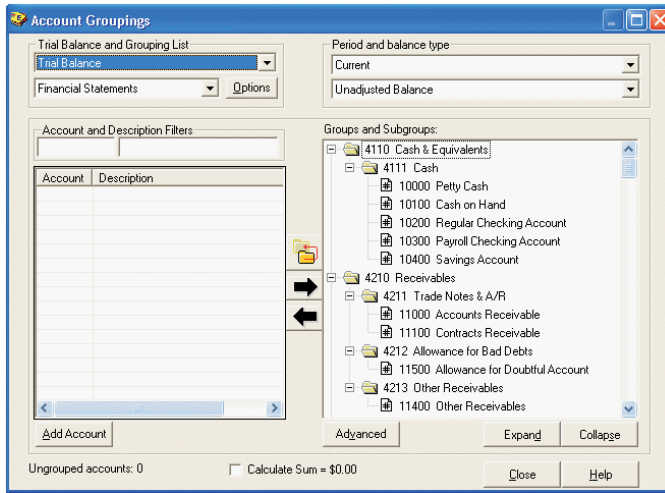 Account Groupings
Trial Balance and Grouping List
Trial Balance
Financial Statements
Options
Period and balance type
Current
Unadjusted Balance
Account and Description Filters
Account Description
Add Account
Groups and Subgroups:
4110 Cash & Equivalents
4111 Cash
10000 Petty Cash
10100 Cash on Hand
10200 Regular Checking Account
10300 Payroll Checking Account
10400 Savings Account
4210 Receivables
4211 Trade Notes & A/R
11000 Accounts Receivable
11100 Contracts Receivable
4212 Allowance for Bad Debts
11500 Allowance for Doubtful Account
4213 Other Receivables
11400 Other Receivables
Advanced Expand Collapse
Ungrouped accounts: 0 Calculate Sum = $0.00 Close Help